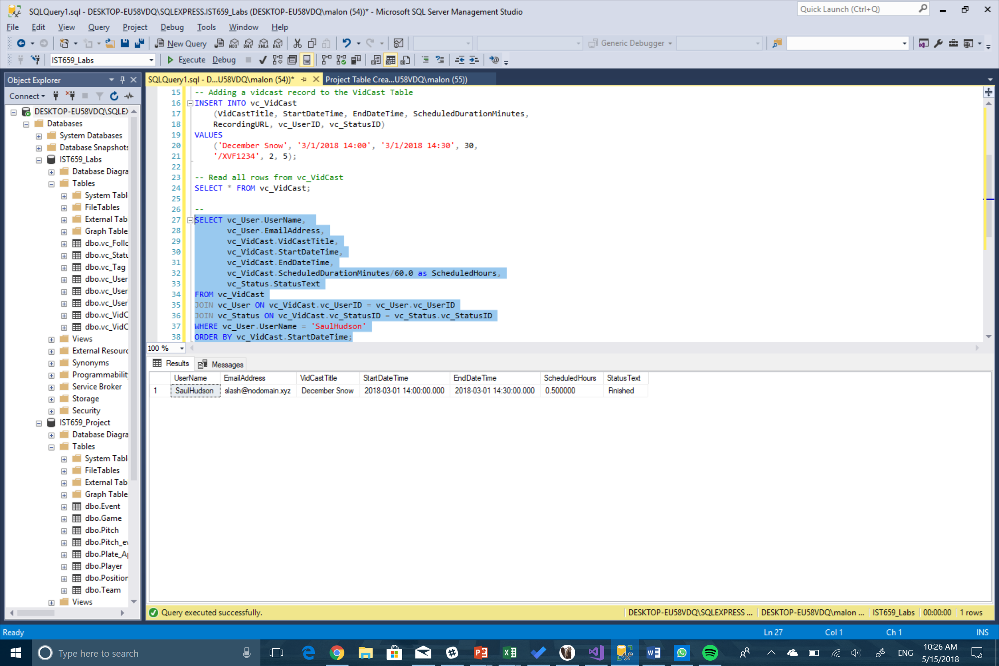 SQLQuery1.sql - DESKTOP-EU58VDQ\SQLEXPRESS.IST659_Labs (DESKTOP-EU58VDQ\malon (54))* - Microsoft SQL Server Management Studio
Quick Launch (Ctrl+Q)
File Edit View Query Project Debug Tools Window Help
New Query MDX DMX XMLA DAX Generic Debugger
IST659_Labs Execute Debug
Object Explorer
SQLQuery1.sql - D...U58VDQ\malon (54))* Project Table Crea...U58VDQ\malon (55))
Connect
DESKTOP-EU58VDQ\SQLEX
Databases
System Databases
Database Snapshots
IST659_Labs
Database Diagra
Tables
System Tabl
FileTables
External Tab
Graph Table
dbo.vc_Follo
dbo.vc_Statu
dbo.vc_Tag
dbo.vc_User
dbo.vc_User
dbo.vc_User
dbo.vc_VidC
dbo.vc_VidC
Views
External Resourc
Synonyms
Programmability
Service Broker
Storage
Security
IST659_Project
Database Diagra
Tables
System Tabl
FileTables
External Tab
Graph Table
dbo.Event
dbo.Game
dbo.Pitch
dbo.Pitch_ev
dbo.Plate_Ap
dbo.Player
dbo.Position
dbo.Team
Views
15 -- Adding a vidcast record to the VidCast Table
16 INSERT INTO vc_VidCast
17 (VidCastTitle, StartDateTime, EndDateTime, ScheduledDurationMinutes,
18 RecordingURL, vc_UserID, vc_StatusID)
19 VALUES
20 ('December Snow', '3/1/2018 14:00', '3/1/2018 14:30', 30,
21 '/XVF1234', 2, 5);
22
23 -- Read all rows from vc_VidCast
24 SELECT * FROM vc_VidCast;
25
26 --
27 SELECT vc_User.UserName,
28 vc_User.EmailAddress,
29 vc_VidCast.VidCastTitle,
30 vc_VidCast.StartDateTime,
31 vc_VidCast.EndDateTime,
32 vc_VidCast.ScheduledDurationMinutes/60.0 as ScheduledHours,
33 vc_Status.StatusText
34 FROM vc_VidCast
35 JOIN vc_User ON vc_VidCast.vc_UserID = vc_User.vc_UserID
36 JOIN vc_Status ON vc_VidCast.vc_StatusID = vc_Status.vc_StatusID
37 WHERE vc_User.UserName = 'SaulHudson'
38 ORDER BY vc_VidCast.StartDateTime;
100 %
Results Messages
UserName EmailAddress VidCastTitle StartDateTime EndDateTime ScheduledHours StatusText
1 SaulHudson slash@nodomain.xyz December Snow 2018-03-01 14:00:00.000 2018-03-01 14:30:00.000 0.500000 Finished
Query executed successfully. DESKTOP-EU58VDQ\SQLEXPRESS ... DESKTOP-EU58VDQ\malon ... IST659_Labs 00:00:00 1 rows
Ready Ln 27 Col 1 Ch 1 INS
Type here to search
ENG
10:26 AM
5/15/2018